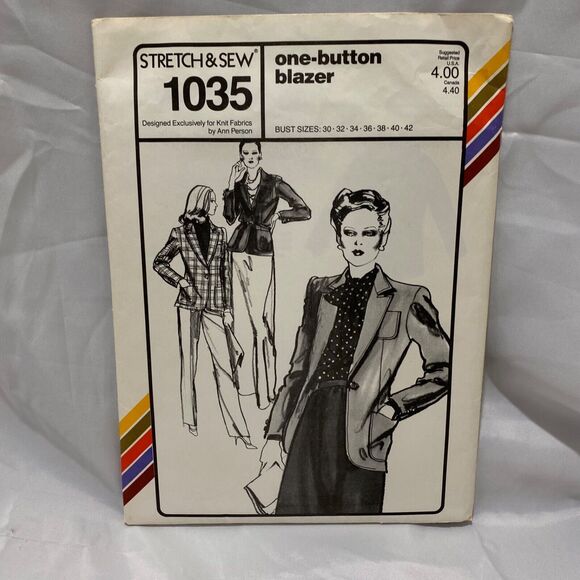 STRETCH & SEW®
1035
Designed Exclusively for Knit Fabrics
by Ann Person
one-button
blazer
BUST SIZES: 30 · 32 · 34 · 36 · 38 · 40 · 42
Suggested
Retail Price
U.S.A.
4.00
Canada
4.40